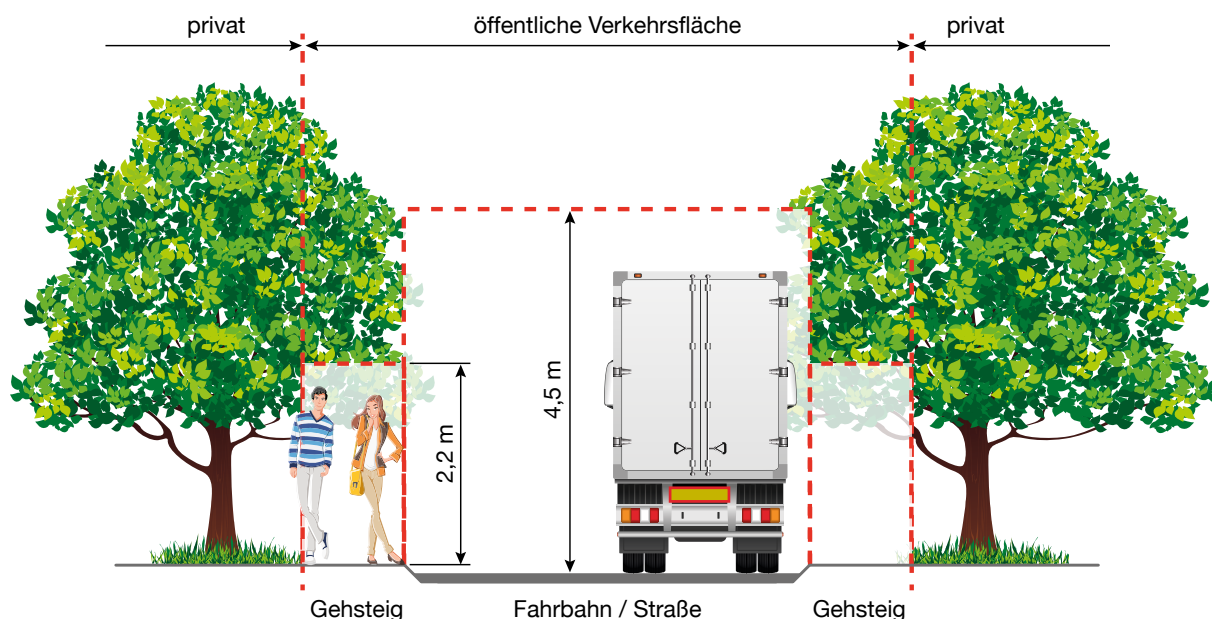 privat
öffentliche Verkehrsfläche
privat
4,5 m
2,2 m
Gehsteig
Fahrbahn / Straße
Gehsteig